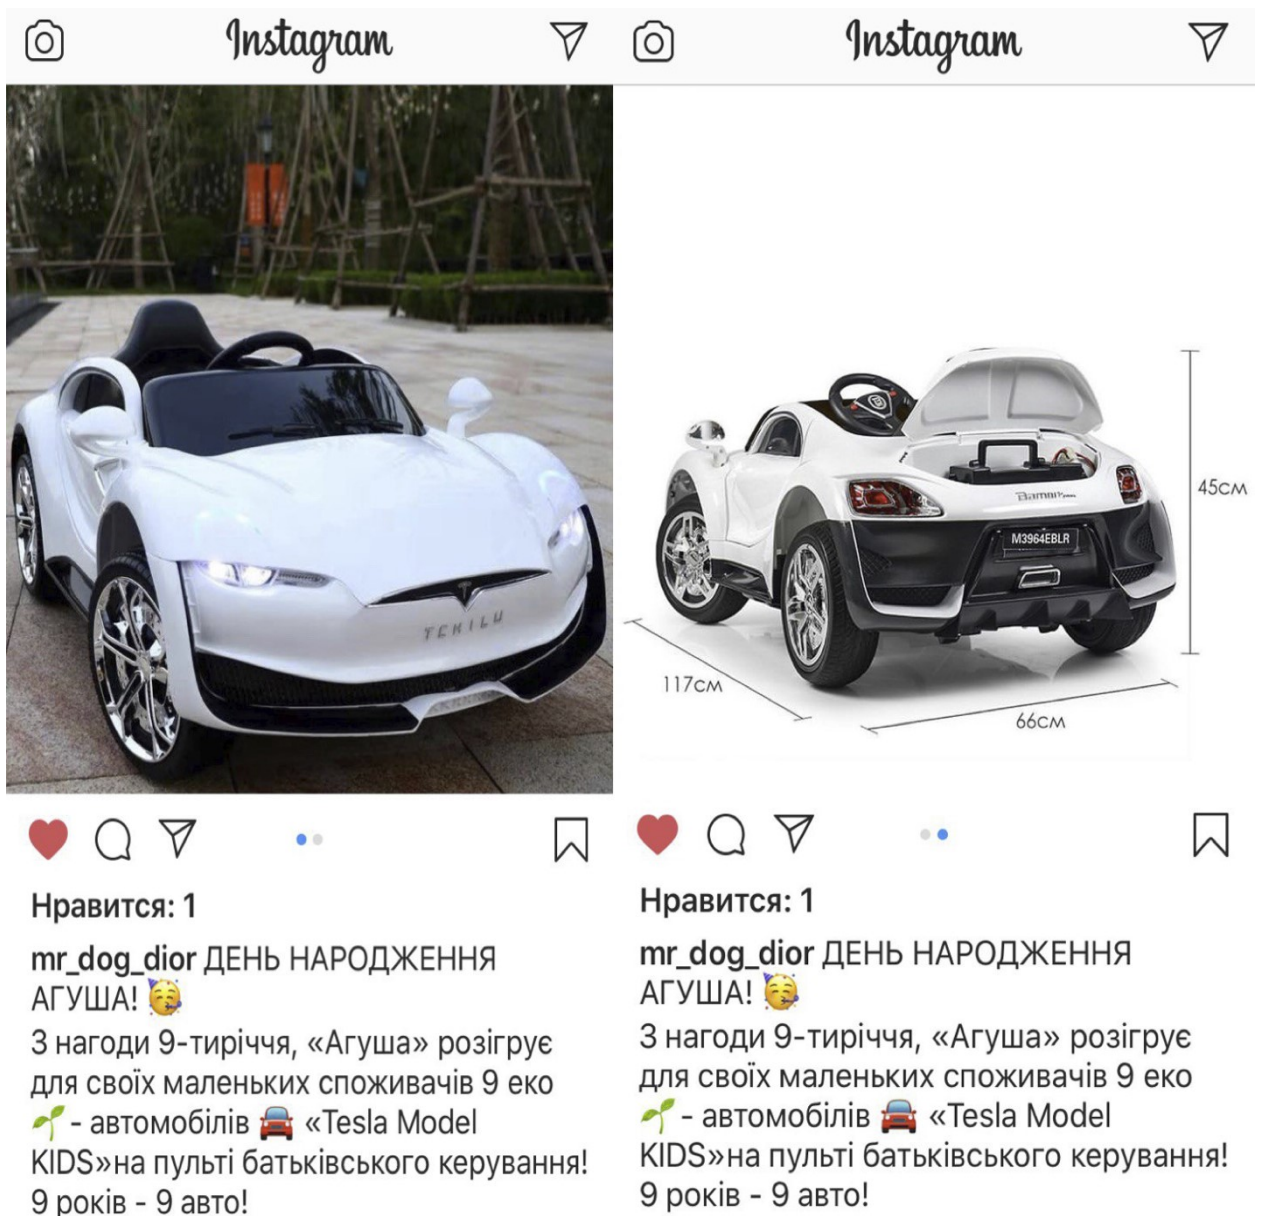 Instagram
TEMILU
Нравится: 1
mr_dog_dior ДЕНЬ НАРОДЖЕННЯ
АГУША! 🥳
З нагоди 9-тиріччя, «Агуша» розігрує
для своїх маленьких споживачів 9 еко
🌱 - автомобілів 🚘 «Tesla Model
KIDS»на пульті батьківського керування!
9 років - 9 авто!
Instagram
M3964EBLR
45см
117см
66см
Нравится: 1
mr_dog_dior ДЕНЬ НАРОДЖЕННЯ
АГУША! 🥳
З нагоди 9-тиріччя, «Агуша» розігрує
для своїх маленьких споживачів 9 еко
🌱 - автомобілів 🚘 «Tesla Model
KIDS»на пульті батьківського керування!
9 років - 9 авто!